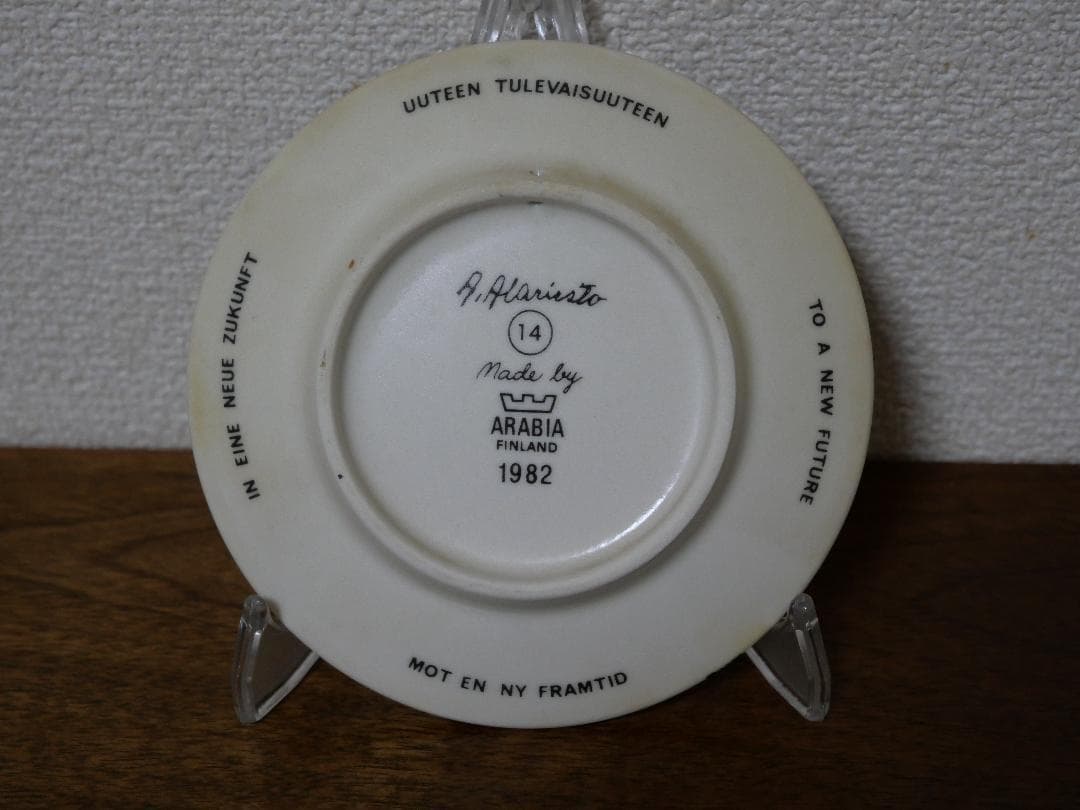 UUTEEN TULEVAISUUTEEN
IN EINE NEUE ZUKUNFT
TO A NEW FUTURE
A. Alariesto
14
Made by
ARABIA
FINLAND
1982
MOT EN NY FRAMTID